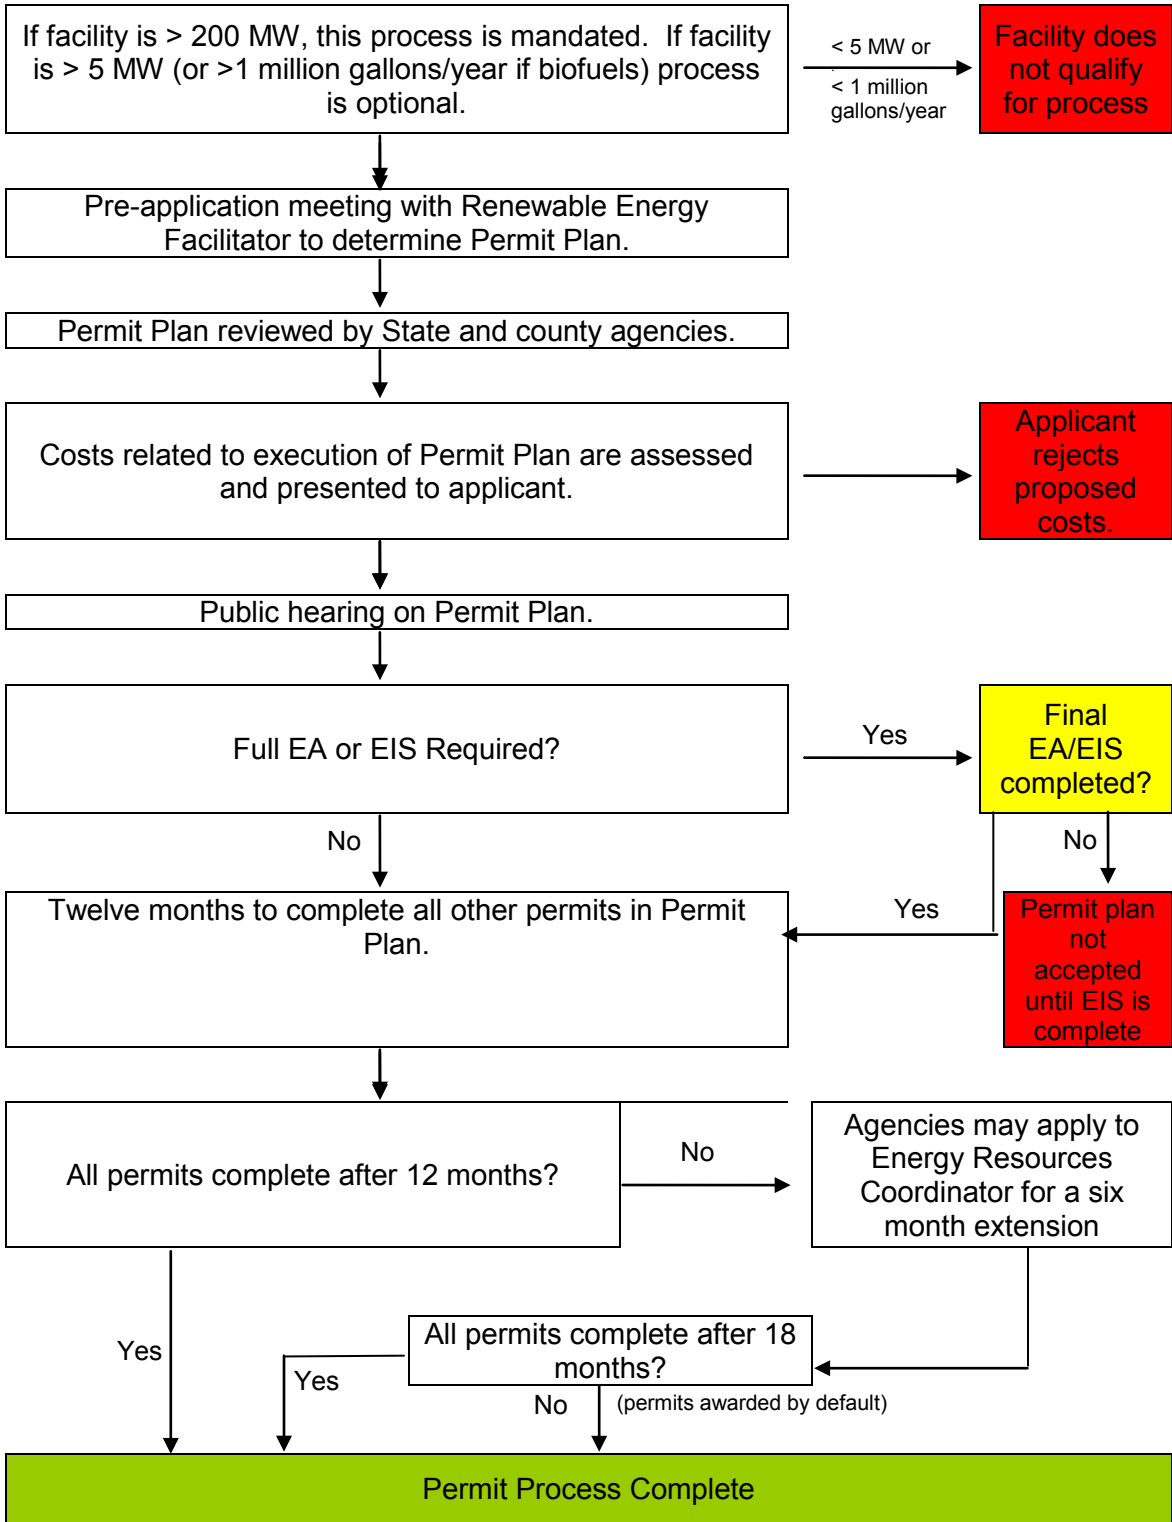 If facility is > 200 MW, this process is mandated.  If facility
is > 5 MW (or >1 million gallons/year if biofuels) process
is optional.
< 5 MW or
< 1 million
gallons/year
Facility does
not qualify
for process
Pre-application meeting with Renewable Energy
Facilitator to determine Permit Plan.
Permit Plan reviewed by State and county agencies.
Costs related to execution of Permit Plan are assessed
and presented to applicant.
Applicant
rejects
proposed
costs.
Public hearing on Permit Plan.
Full EA or EIS Required?
Yes
Final
EA/EIS
completed?
No
No
Twelve months to complete all other permits in Permit
Plan.
Yes
Permit plan
not
accepted
until EIS is
complete
All permits complete after 12 months?
No
Agencies may apply to
Energy Resources
Coordinator for a six
month extension
Yes
All permits complete after 18
months?
Yes
No
(permits awarded by default)
Permit Process Complete